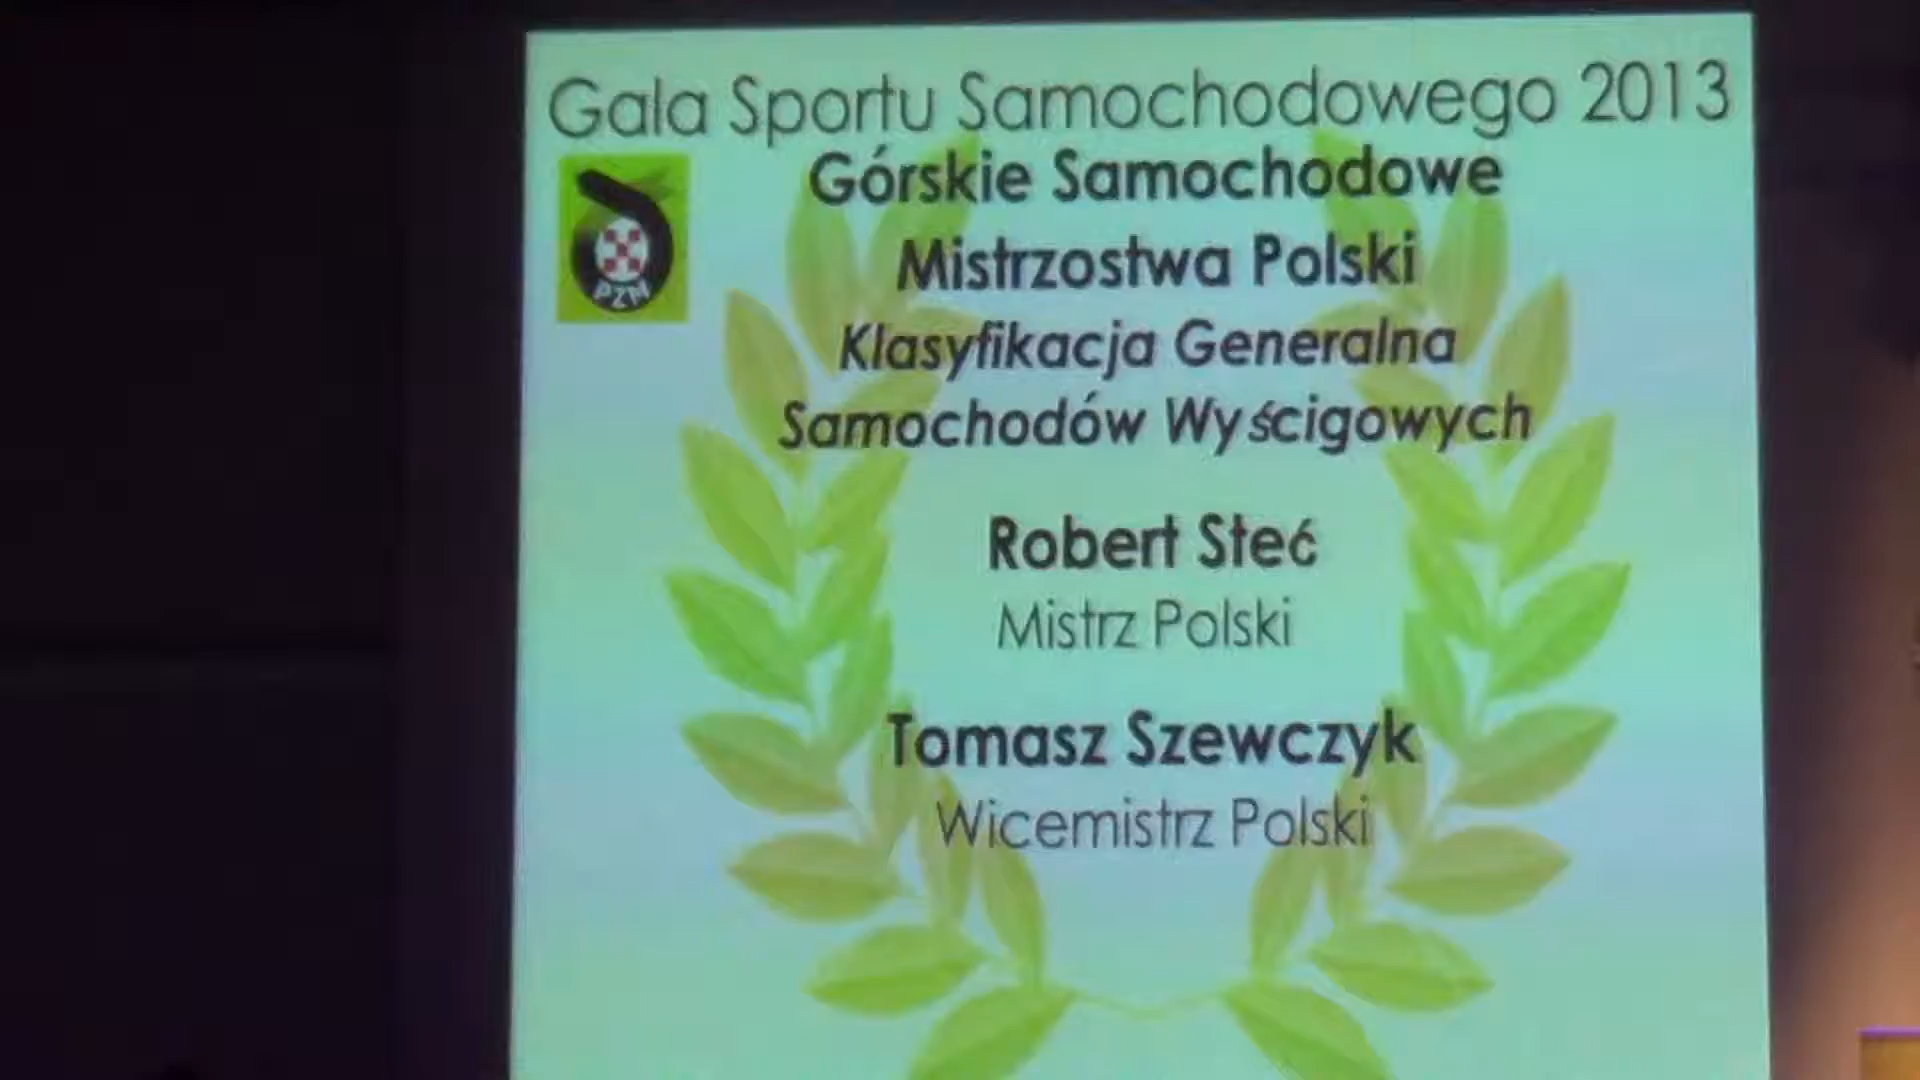 Gala Sportu Samochodowego 2013
Górskie Samochodowe
Mistrzostwa Polski
PZM
Klasyfikacja Generalna
Samochodów Wyścigowych
Robert Steć
Mistrz Polski
Tomasz Szewczyk
Wicemistrz Polski